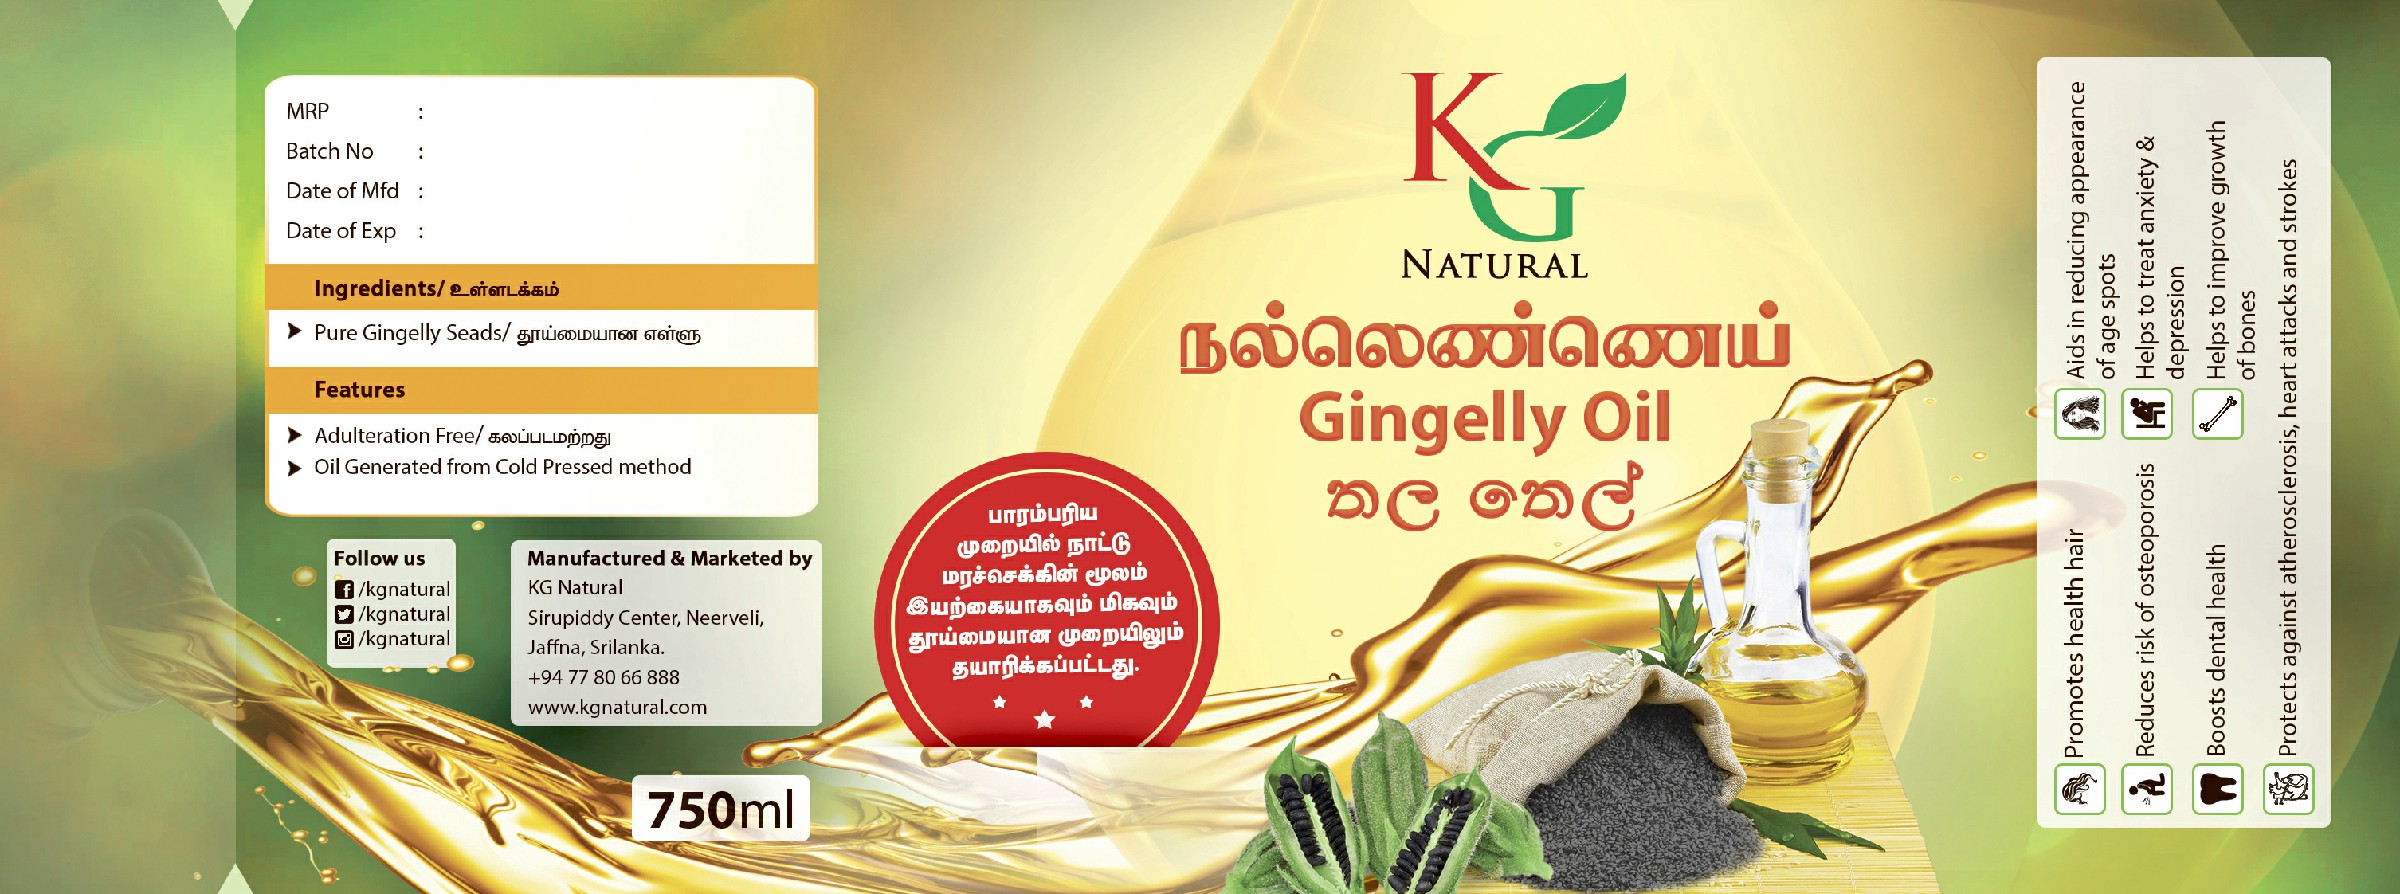 MRP :
Batch No :
Date of Mfd :
Date of Exp :
Ingredients/ உள்ளடக்கம்
Pure Gingelly Seads/ தூய்மையான எள்ளு
Features
Adulteration Free/ கலப்படமற்றது
Oil Generated from Cold Pressed method
Follow us
/kgnatural
/kgnatural
/kgnatural
Manufactured & Marketed by
KG Natural
Sirupiddy Center, Neerveli,
Jaffna, Srilanka.
+94 77 80 66 888
www.kgnatural.com
750ml
பாரம்பரிய
முறையில் நாட்டு
மரச்செக்கின் மூலம்
இயற்கையாகவும் மிகவும்
தூய்மையான முறையிலும்
தயாரிக்கப்பட்டது.
KG
NATURAL
நல்லெண்ணெய்
Gingelly Oil
තල තෙල්
Promotes health hair
Aids in reducing appearance
of age spots
Reduces risk of osteoporosis
Helps to treat anxiety &
depression
Boosts dental health
Helps to improve growth
of bones
Protects against atherosclerosis, heart attacks and strokes